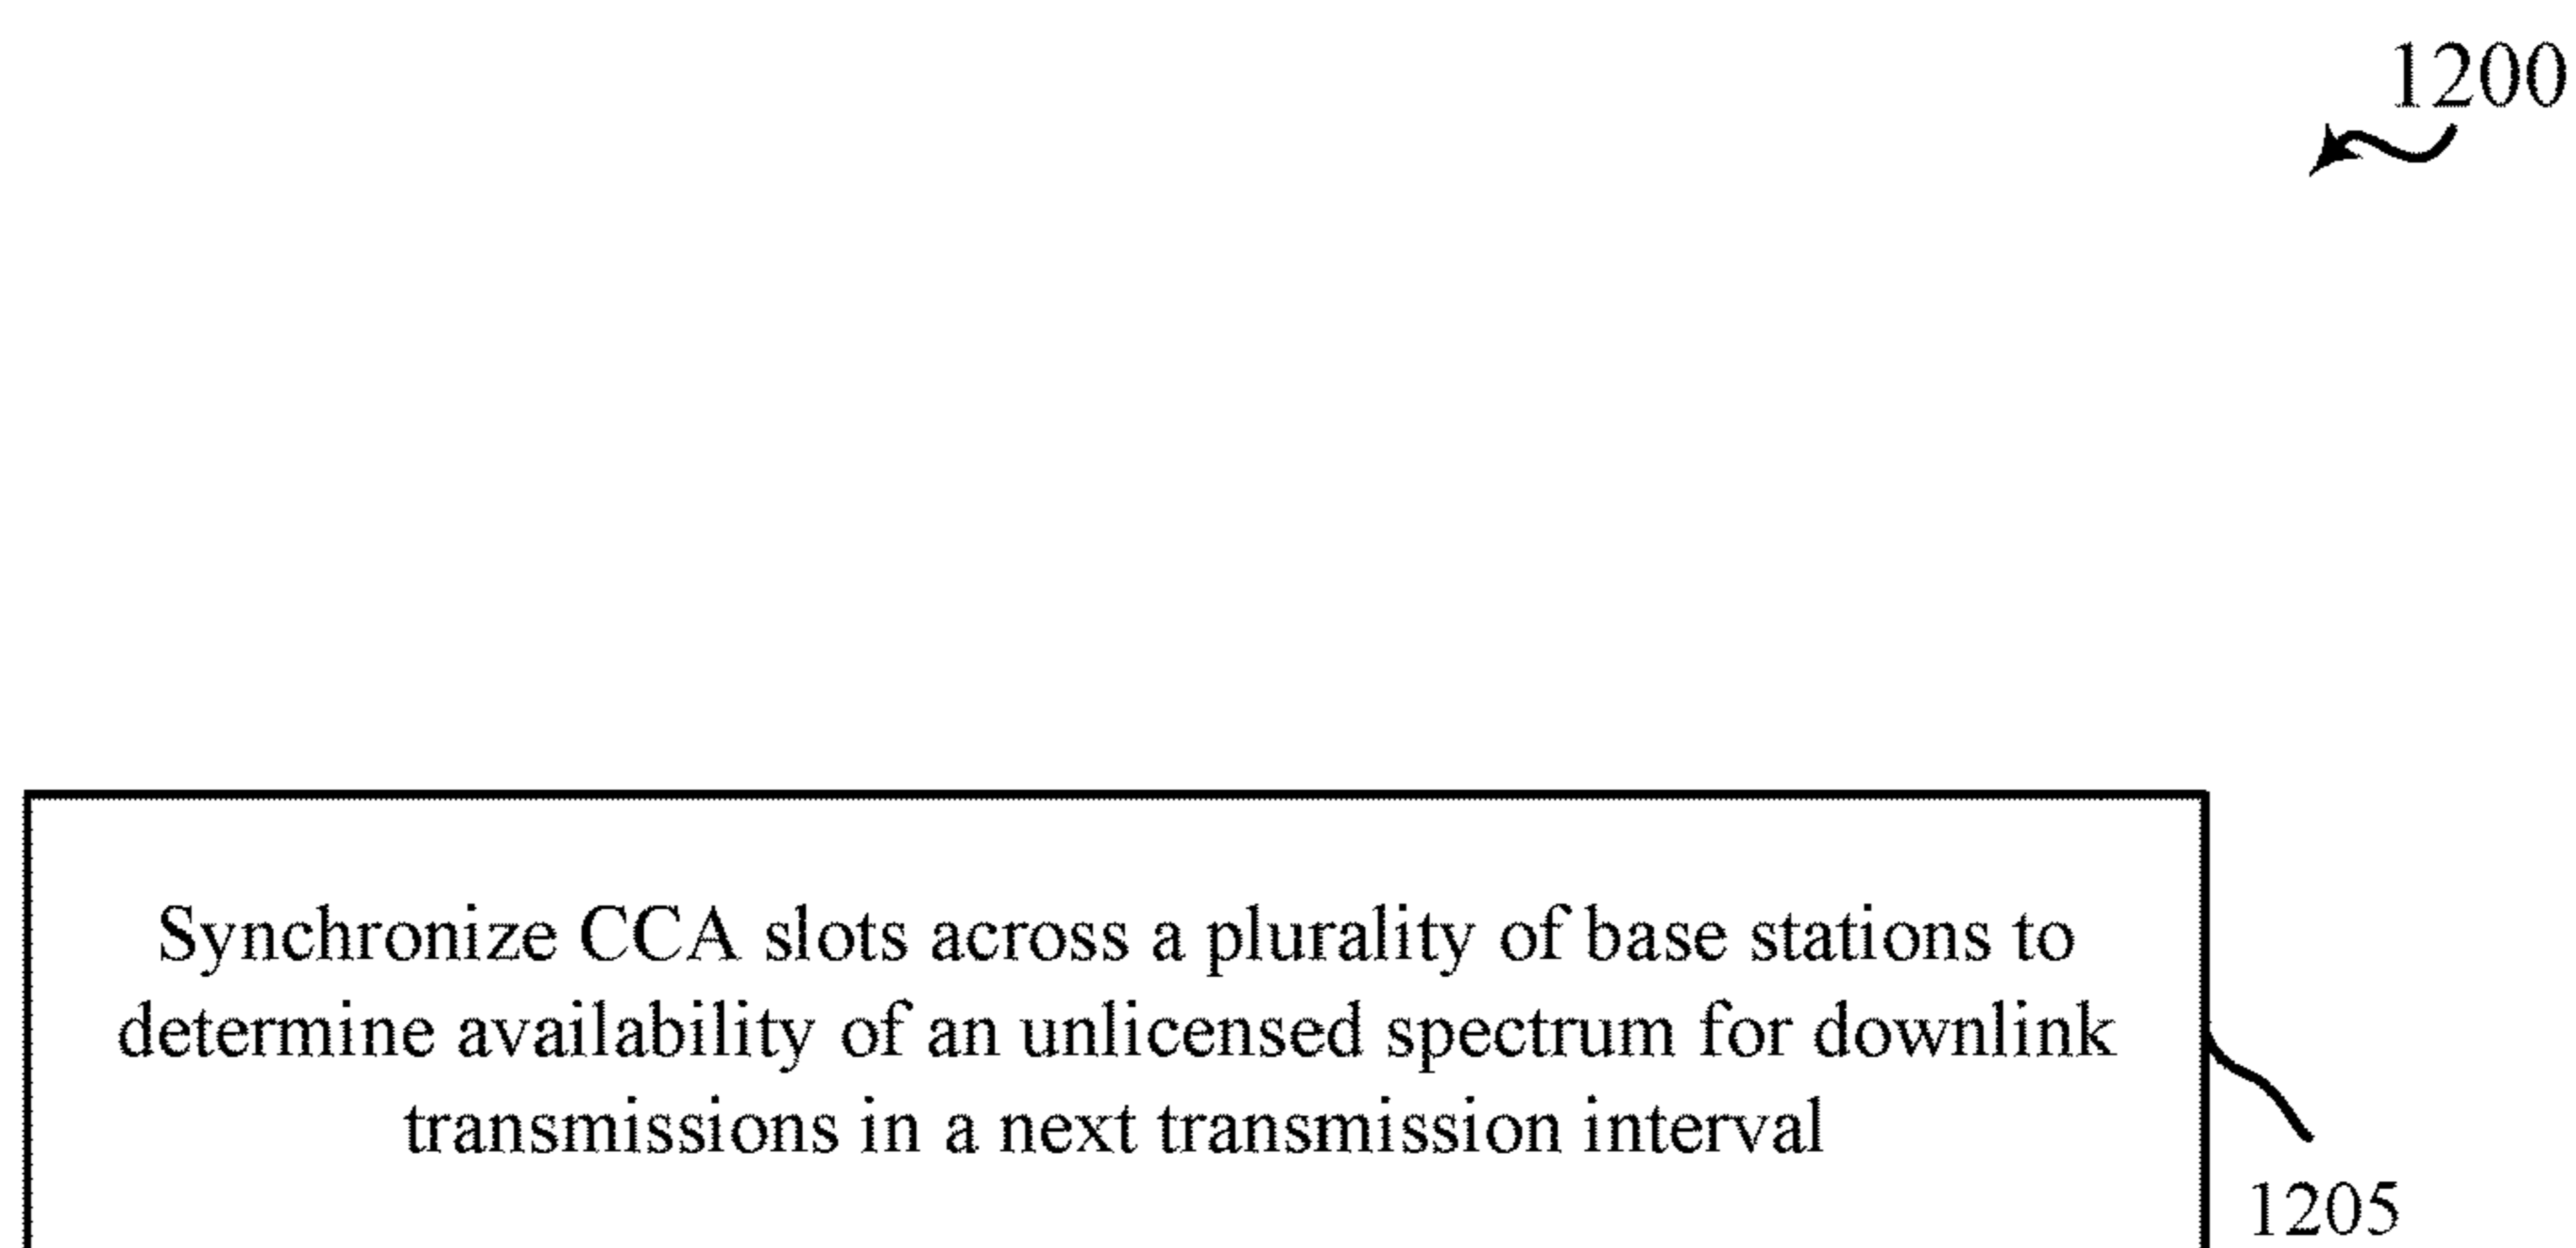 1200
Synchronize CCA slots across a plurality of base stations to
determine availability of an unlicensed spectrum for downlink
transmissions in a next transmission interval
1205